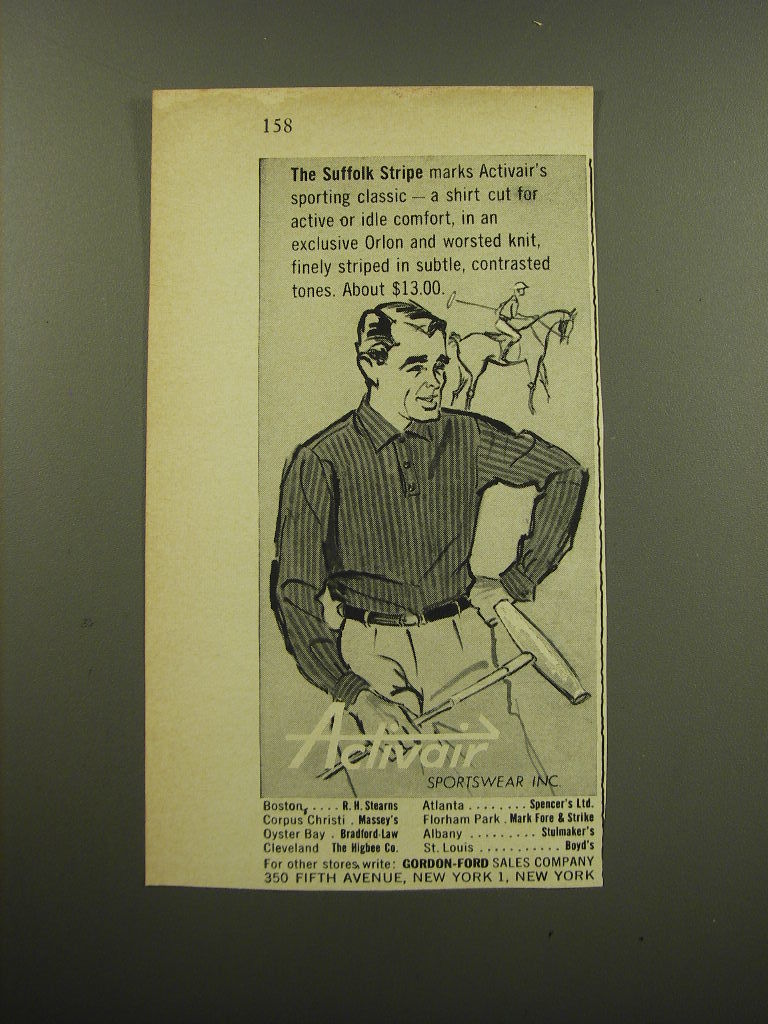 158
The Suffolk Stripe marks Activair's
sporting classic — a shirt cut for
active or idle comfort, in an
exclusive Orlon and worsted knit,
finely striped in subtle, contrasted
tones. About $13.00.
Activair
SPORTSWEAR INC.
Boston, .... R. H. Stearns
Corpus Christi . Massey's
Oyster Bay . Bradford-Law
Cleveland The Higbee Co.
Atlanta ........ Spencer's Ltd.
Florham Park . Mark Fore & Strike
Albany ......... Stulmaker's
St. Louis ........... Boyd's
For other stores, write: GORDON-FORD SALES COMPANY
350 FIFTH AVENUE, NEW YORK 1, NEW YORK